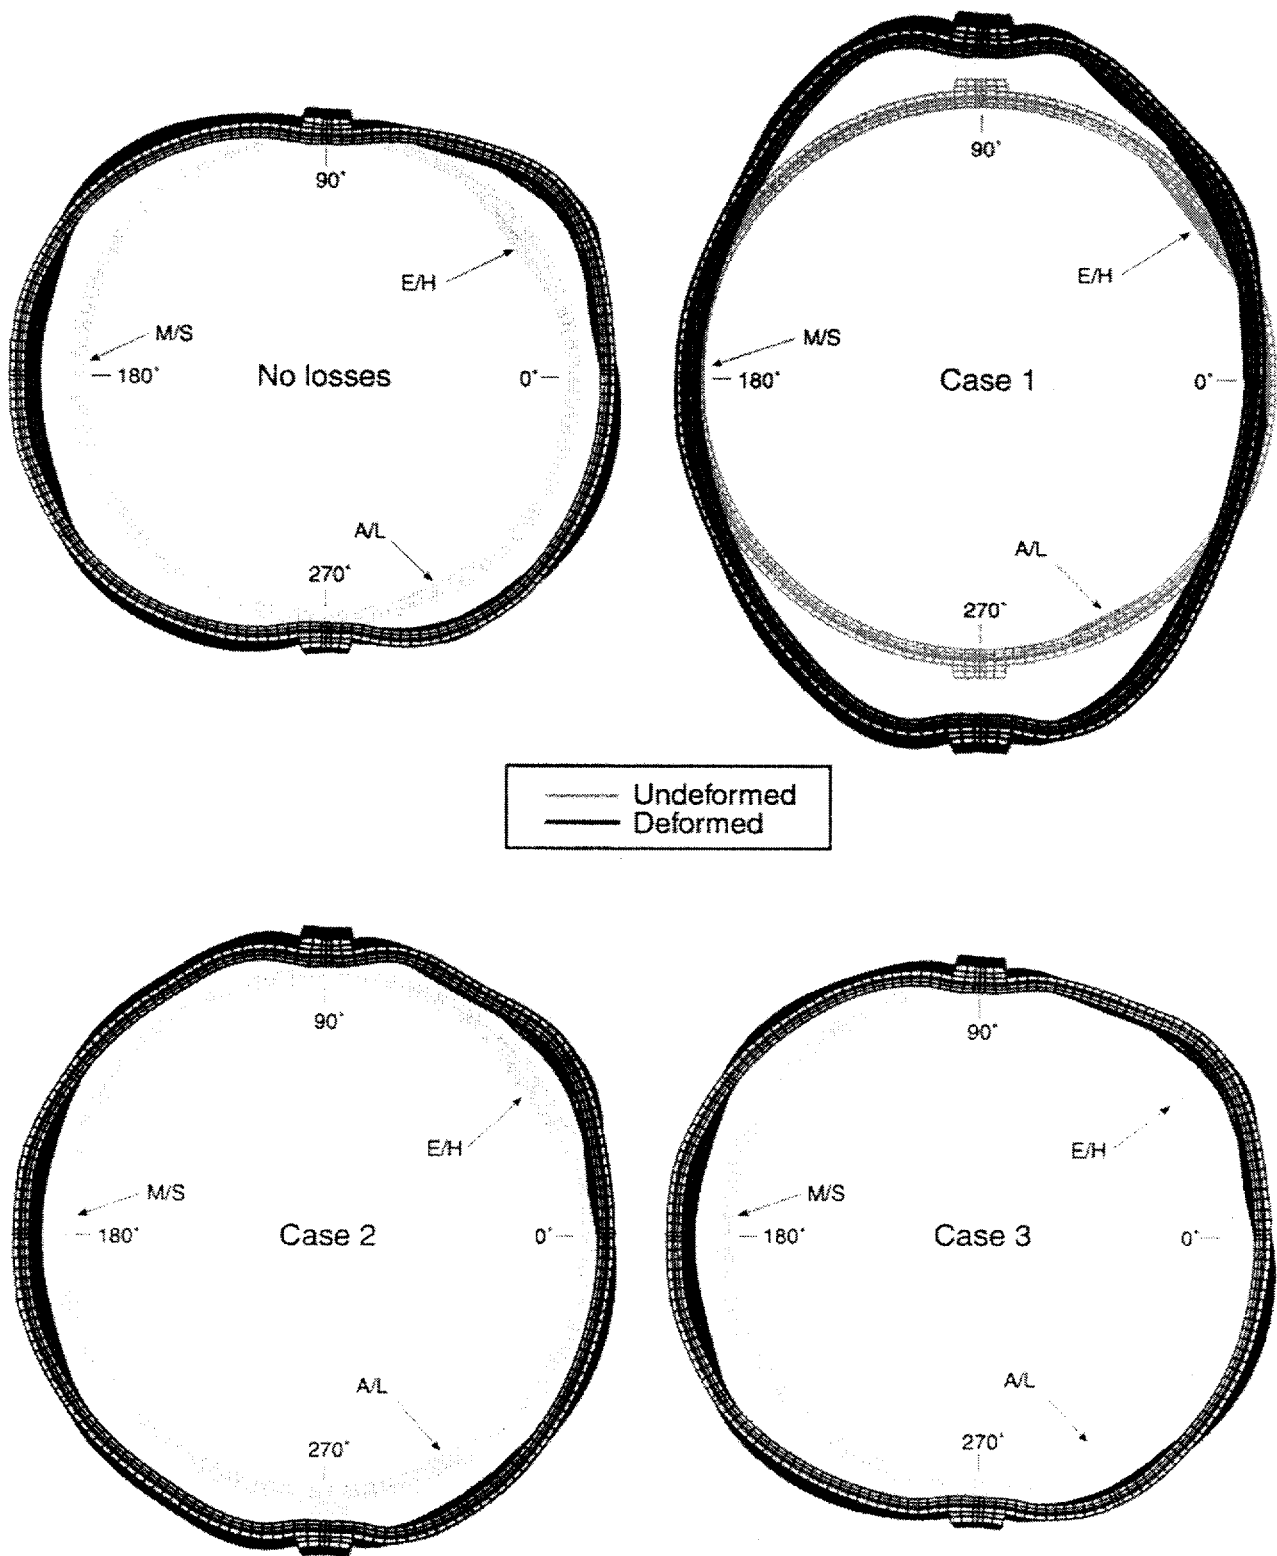 90°
E/H
M/S
180°
No losses
0°
A/L
270°
90°
E/H
M/S
180°
Case 1
0°
A/L
270°
Undeformed
Deformed
90°
E/H
M/S
180°
Case 2
0°
A/L
270°
90°
E/H
M/S
180°
Case 3
0°
A/L
270°